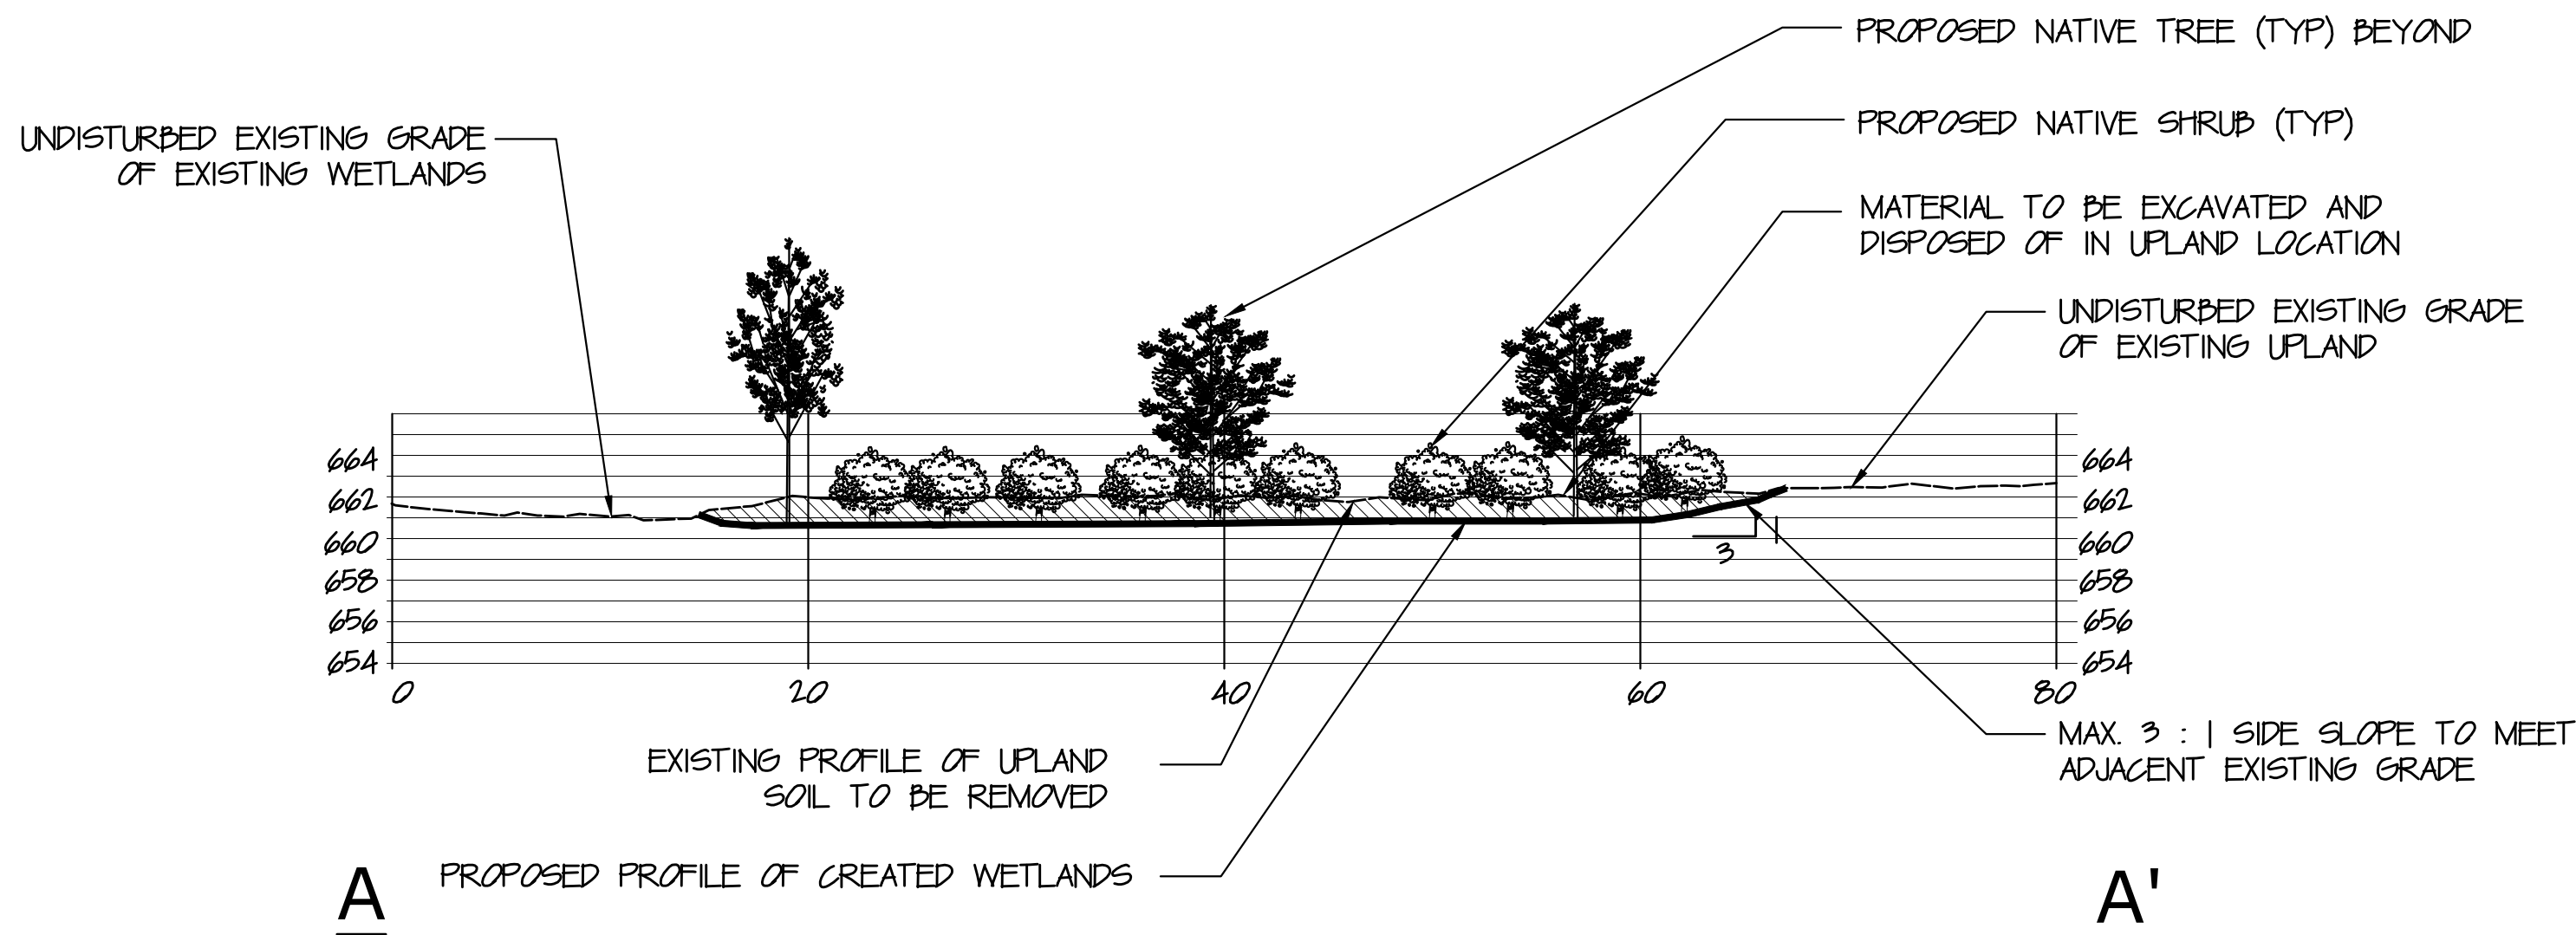 PROPOSED NATIVE TREE (TYP) BEYOND
UNDISTURBED EXISTING GRADE
OF EXISTING WETLANDS
PROPOSED NATIVE SHRUB (TYP)
MATERIAL TO BE EXCAVATED AND
DISPOSED OF IN UPLAND LOCATION
UNDISTURBED EXISTING GRADE
OF EXISTING UPLAND
664 664
662 662
660 660
3 1
658 658
656 656
654 654
0 20 40 60 80
MAX. 3 : 1 SIDE SLOPE TO MEET
ADJACENT EXISTING GRADE
EXISTING PROFILE OF UPLAND
SOIL TO BE REMOVED
PROPOSED PROFILE OF CREATED WETLANDS
A A'